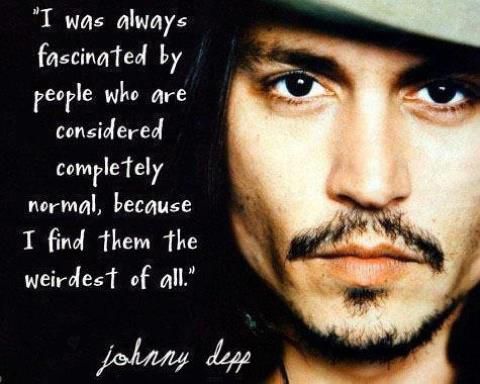 "I was always
fascinated by
people who are
considered
completely
normal, because
I find them the
weirdest of all."
johnny depp